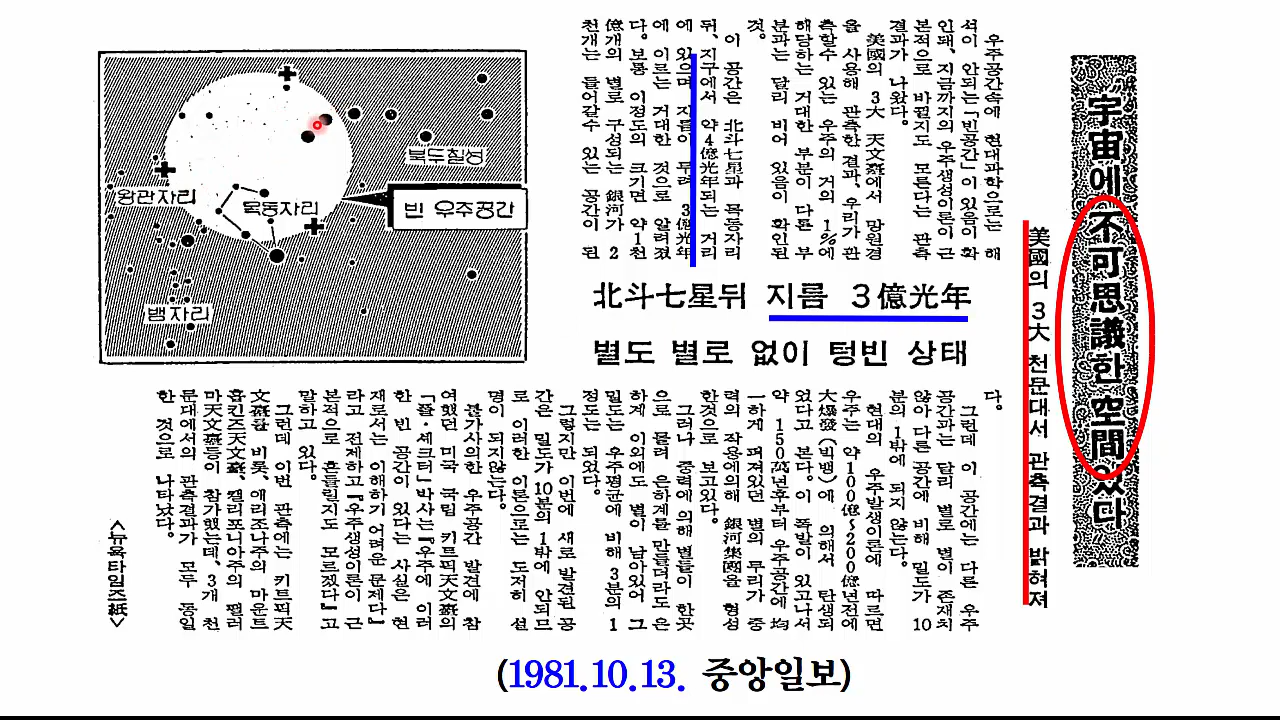 宇宙에 不可思議한 空間있다
美國의 3大 천문대서 관측결과 밝혀져
우주공간속에 현대과학으로는 해
석이 안되는「빈공간」이 있음이 확
인돼, 지금까지의 우주생성이론이 근
본적으로 바뀔지도 모른다는 관측
결과가 나왔다.
美國의 3大 天文臺에서 망원경
을 사용해 관측한 결과, 우리가 관
측할수 있는 우주의 거의 1%에
해당하는 거대한 부분이 다른 부
분과는 달리 비어 있음이 확인된
것.
이 공간은 北斗七星과 목동자리
뒤, 지구에서 약 4億光年되는 거리
에 있으며 지름이 무려 3億光年
에 이르는 거대한 것으로 알려졌
다. 보통 이정도의 크기면 약 1천
億개의 별로 구성되는 銀河가 2
천개는 들어갈수 있는 공간이 된
北斗七星뒤 지름 3億光年
별도 별로 없이 텅빈 상태
북두칠성
왕관자리
목동자리
빈 우주공간
뱀자리
다.
그런데 이 공간에는 다른 우주
공간과는 달리 별로 별이 존재치
않아 다른 공간에 비해 밀도가 10
분의 1밖에 되지 않는다.
현대의 우주발생이론에 따르면
우주는 약 100億~200億년전에
大爆發(빅뱅)에 의해서 탄생되
었다고 본다. 이 폭발이 있고나서
약 150萬년후부터 우주공간에 均
一하게 퍼져있던 별의 무리가 중
력의 작용에의해 銀河集團을 형성
한것으로 보고있다.
그러나 중력에 의해 별들이 한곳
으로 몰려 은하계를 만들더라도 은
하계 이외에도 별이 남아있어 그
밀도는 우주평균에 비해 3분의 1
정도는 되었다.
그렇지만 이번에 새로 발견된 공
간은 밀도가 10분의 1밖에 안되므
로 이러한 이론으로는 도저히 설
명이 되지않는다.
불가사의한 우주공간 발견에 참
여했던 미국 국립 키트피크天文臺의
「폴·셰크터」박사는『우주에 이러
한 빈 공간이 있다는 사실은 현
재로서는 이해하기 어려운 문제다』
라고 전제하고『우주생성이론이 근
본적으로 흔들릴지도 모르겠다』고
말하고 있다.
그런데 이번 관측에는 키트피크天
文臺를 비롯, 애리조나주의 마운트
홉킨즈天文臺, 캘리포니아주의 팰러
마天文臺등이 참가했는데, 3개 천
문대에서의 관측결과가 모두 동일
한 것으로 나타났다.
<뉴욕타임즈紙>
(1981.10.13. 중앙일보)